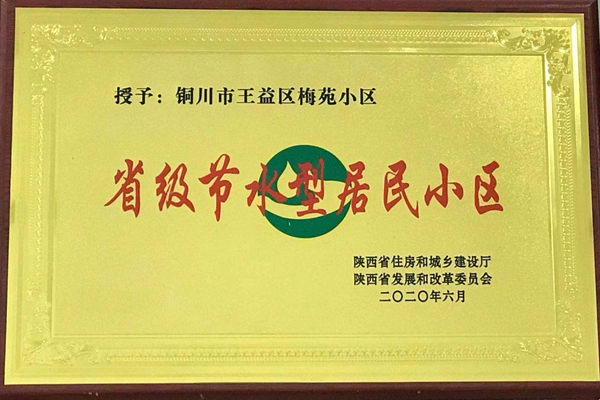 授予：铜川市王益区梅苑小区
省级节水型居民小区
陕西省住房和城乡建设厅
陕西省发展和改革委员会
二〇二〇年六月